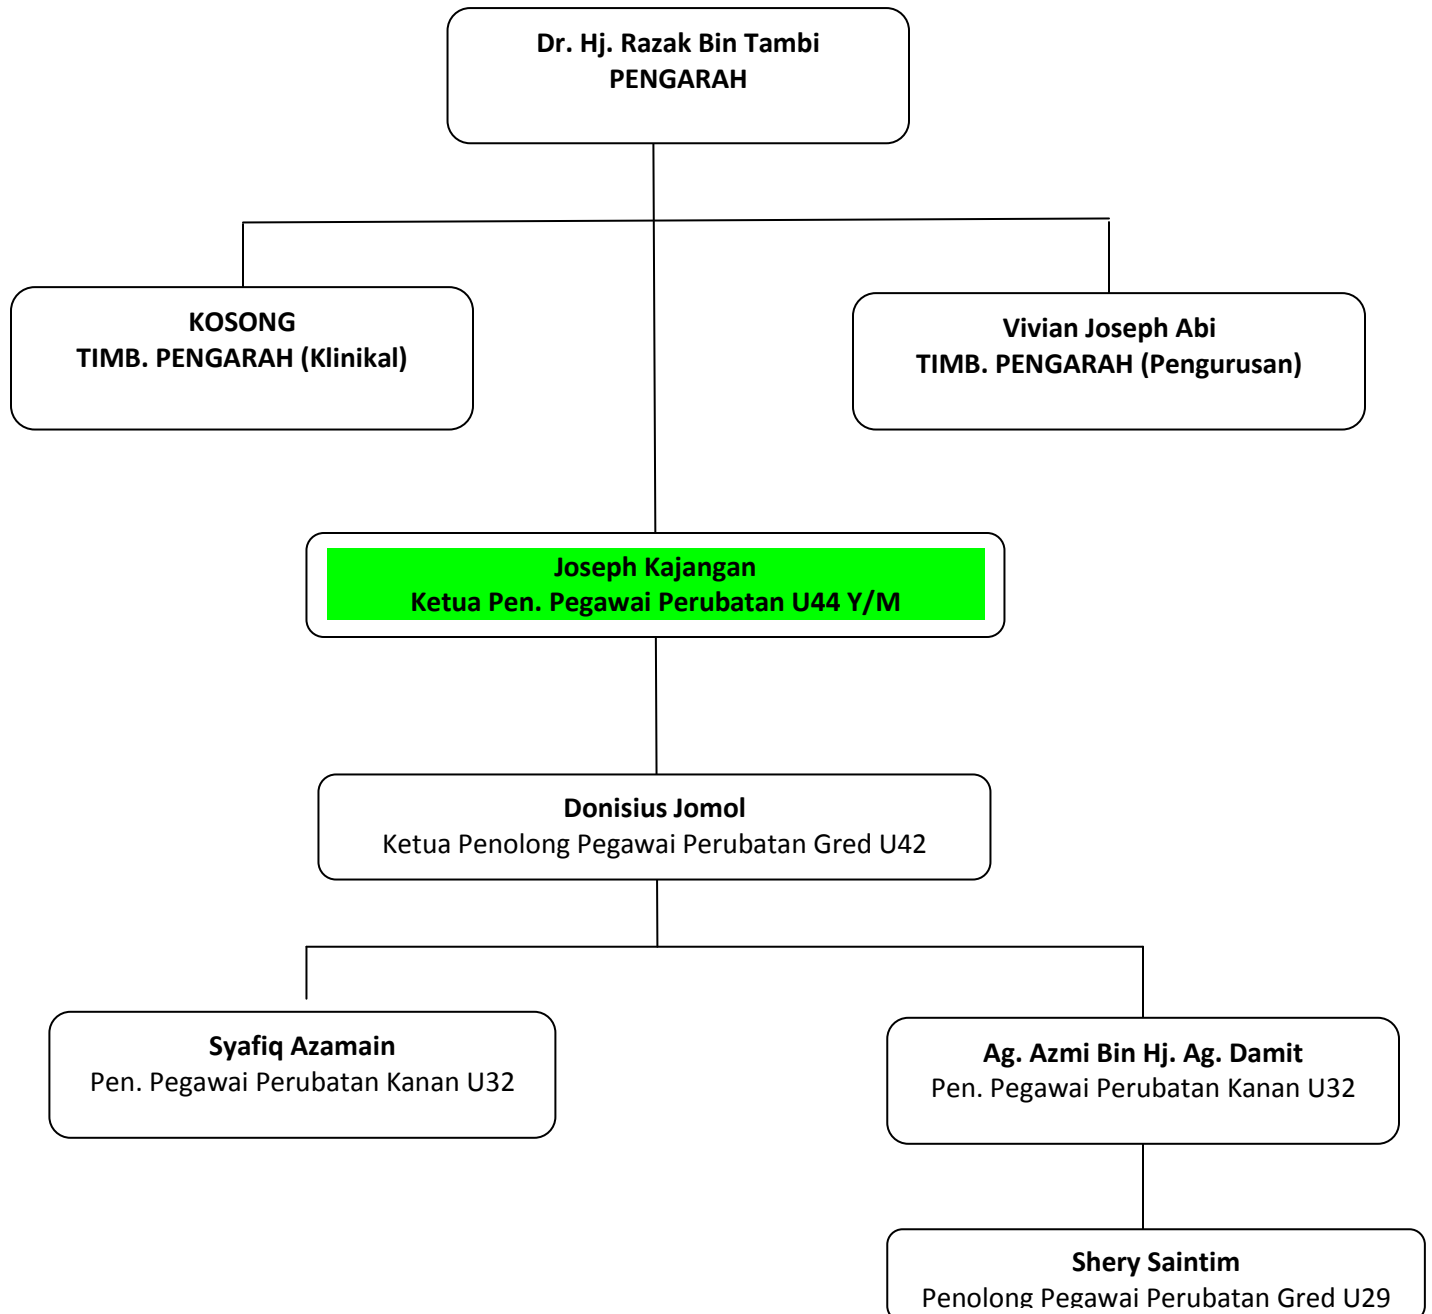 Dr. Hj. Razak Bin Tambi
PENGARAH
KOSONG
TIMB. PENGARAH (Klinikal)
Vivian Joseph Abi
TIMB. PENGARAH (Pengurusan)
Joseph Kajangan
Ketua Pen. Pegawai Perubatan U44 Y/M
Donisius Jomol
Ketua Penolong Pegawai Perubatan Gred U42
Syafiq Azamain
Pen. Pegawai Perubatan Kanan U32
Ag. Azmi Bin Hj. Ag. Damit
Pen. Pegawai Perubatan Kanan U32
Shery Saintim
Penolong Pegawai Perubatan Gred U29